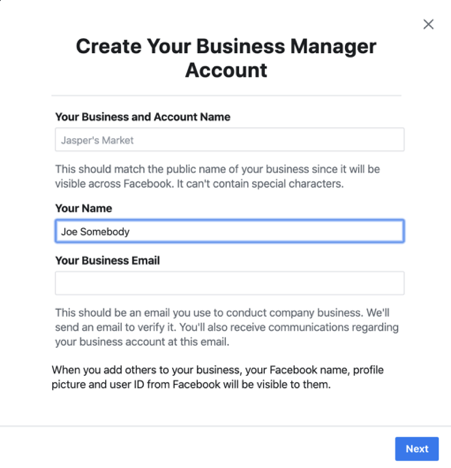 Create Your Business Manager
Account
Your Business and Account Name
Jasper's Market
This should match the public name of your business since it will be
visible across Facebook. It can't contain special characters.
Your Name
Joe Somebody
Your Business Email
This should be an email you use to conduct company business. We'll
send an email to verify it. You'll also receive communications regarding
your business account at this email.
When you add others to your business, your Facebook name, profile
picture and user ID from Facebook will be visible to them.
Next